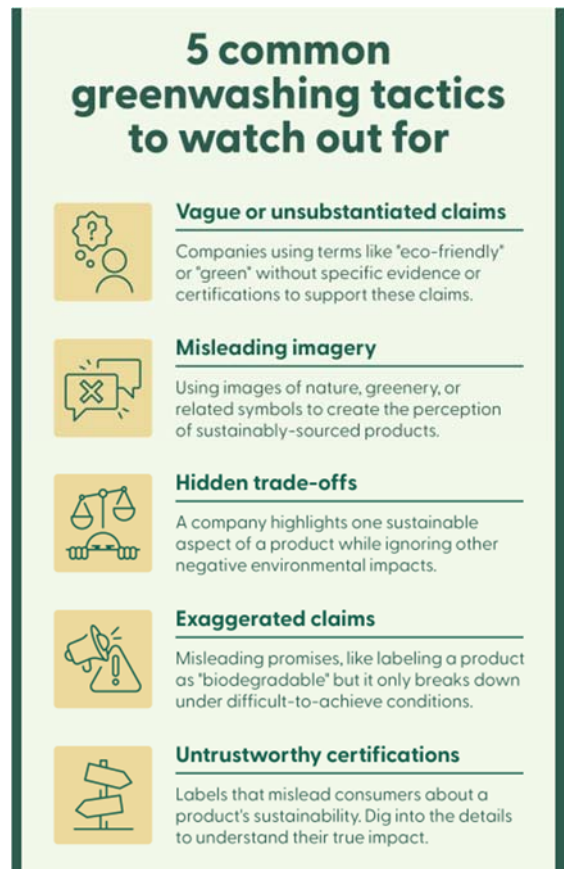 5 common
greenwashing tactics
to watch out for
?
Vague or unsubstantiated claims
Companies using terms like "eco-friendly"
or "green" without specific evidence or
certifications to support these claims.
Misleading imagery
Using images of nature, greenery, or
related symbols to create the perception
of sustainably-sourced products.
Hidden trade-offs
A company highlights one sustainable
aspect of a product while ignoring other
negative environmental impacts.
Exaggerated claims
Misleading promises, like labeling a product
as "biodegradable" but it only breaks down
under difficult-to-achieve conditions.
Untrustworthy certifications
Labels that mislead consumers about a
product's sustainability. Dig into the details
to understand their true impact.